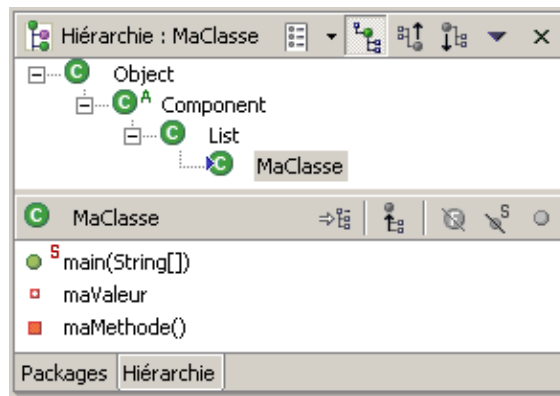 Hiérarchie : MaClasse
Object
A Component
List
MaClasse
MaClasse
S main(String[])
maValeur
maMethode()
Packages Hiérarchie